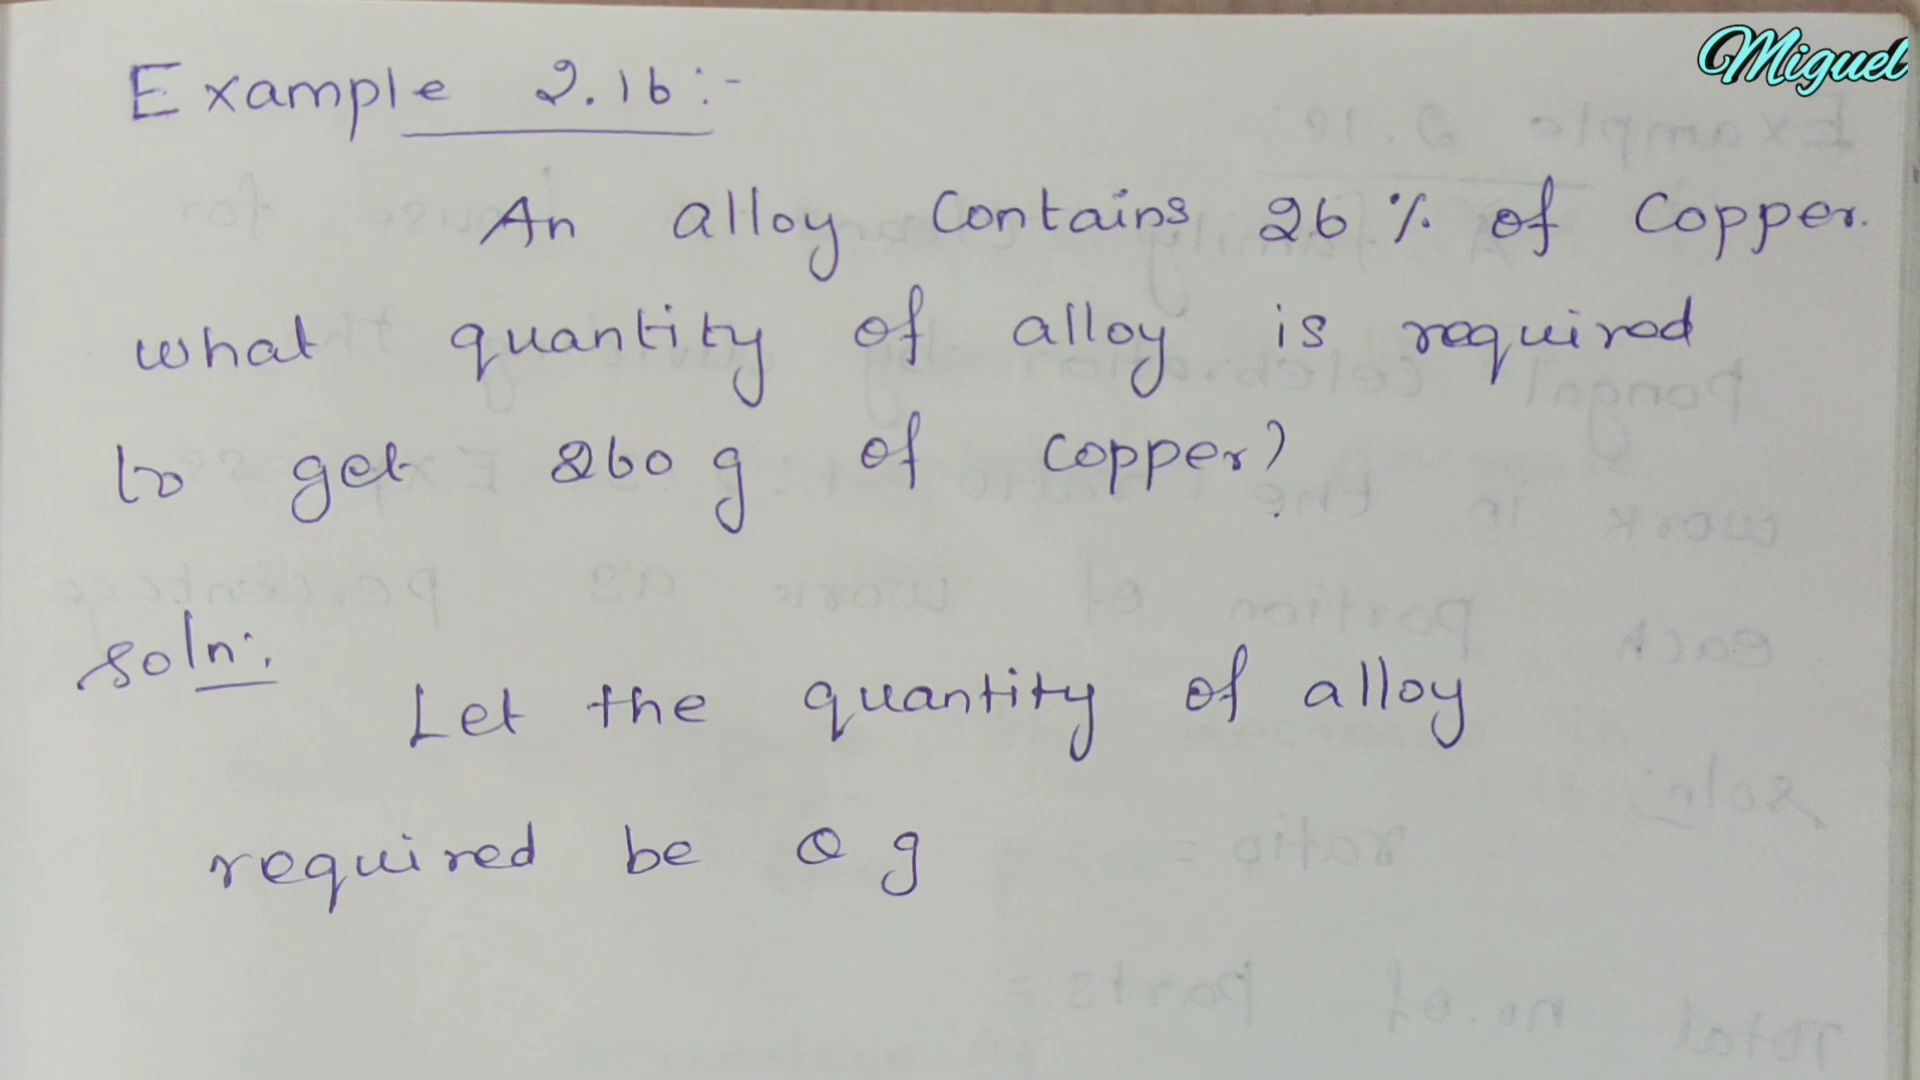 Miguel
Example 2.16:-
An alloy Contains 26% of Copper.
what quantity of alloy is required
to get 260 g of copper?
soln:
Let the quantity of alloy
required be Q g